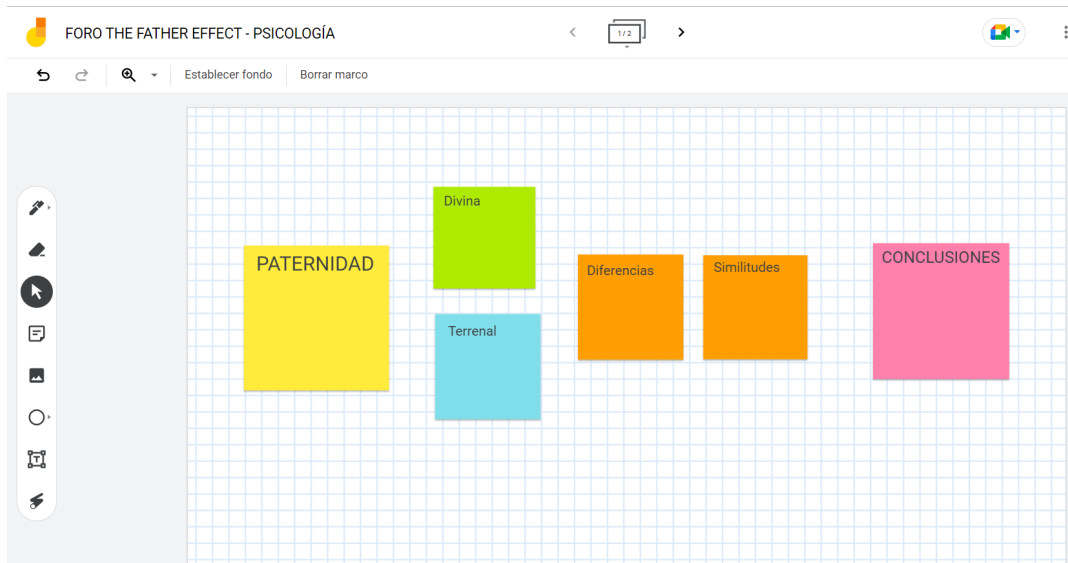 FORO THE FATHER EFFECT - PSICOLOGÍA
1 / 2
Establecer fondo
Borrar marco
PATERNIDAD
Divina
Terrenal
Diferencias
Similitudes
CONCLUSIONES